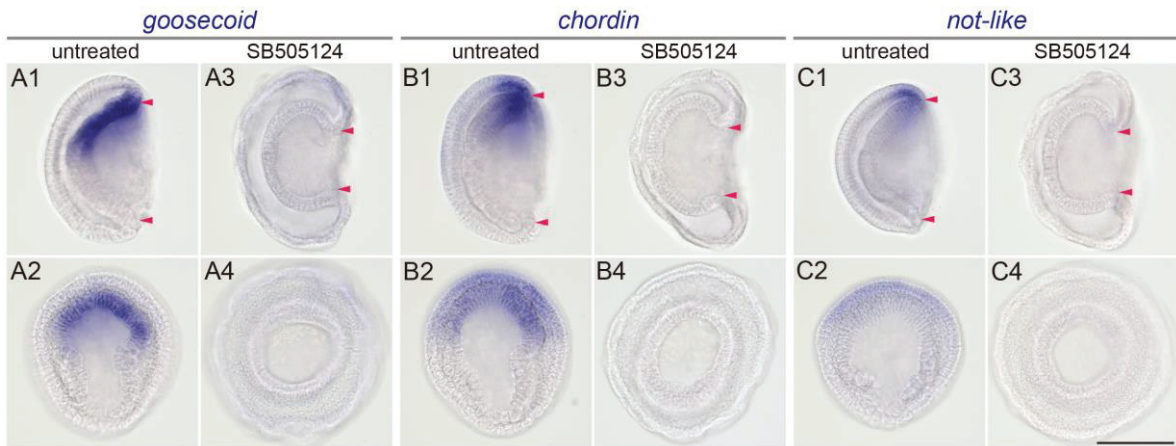 goosecoid chordin not-like
untreated SB505124 untreated SB505124 untreated SB505124
A1 A3 B1 B3 C1 C3
A2 A4 B2 B4 C2 C4